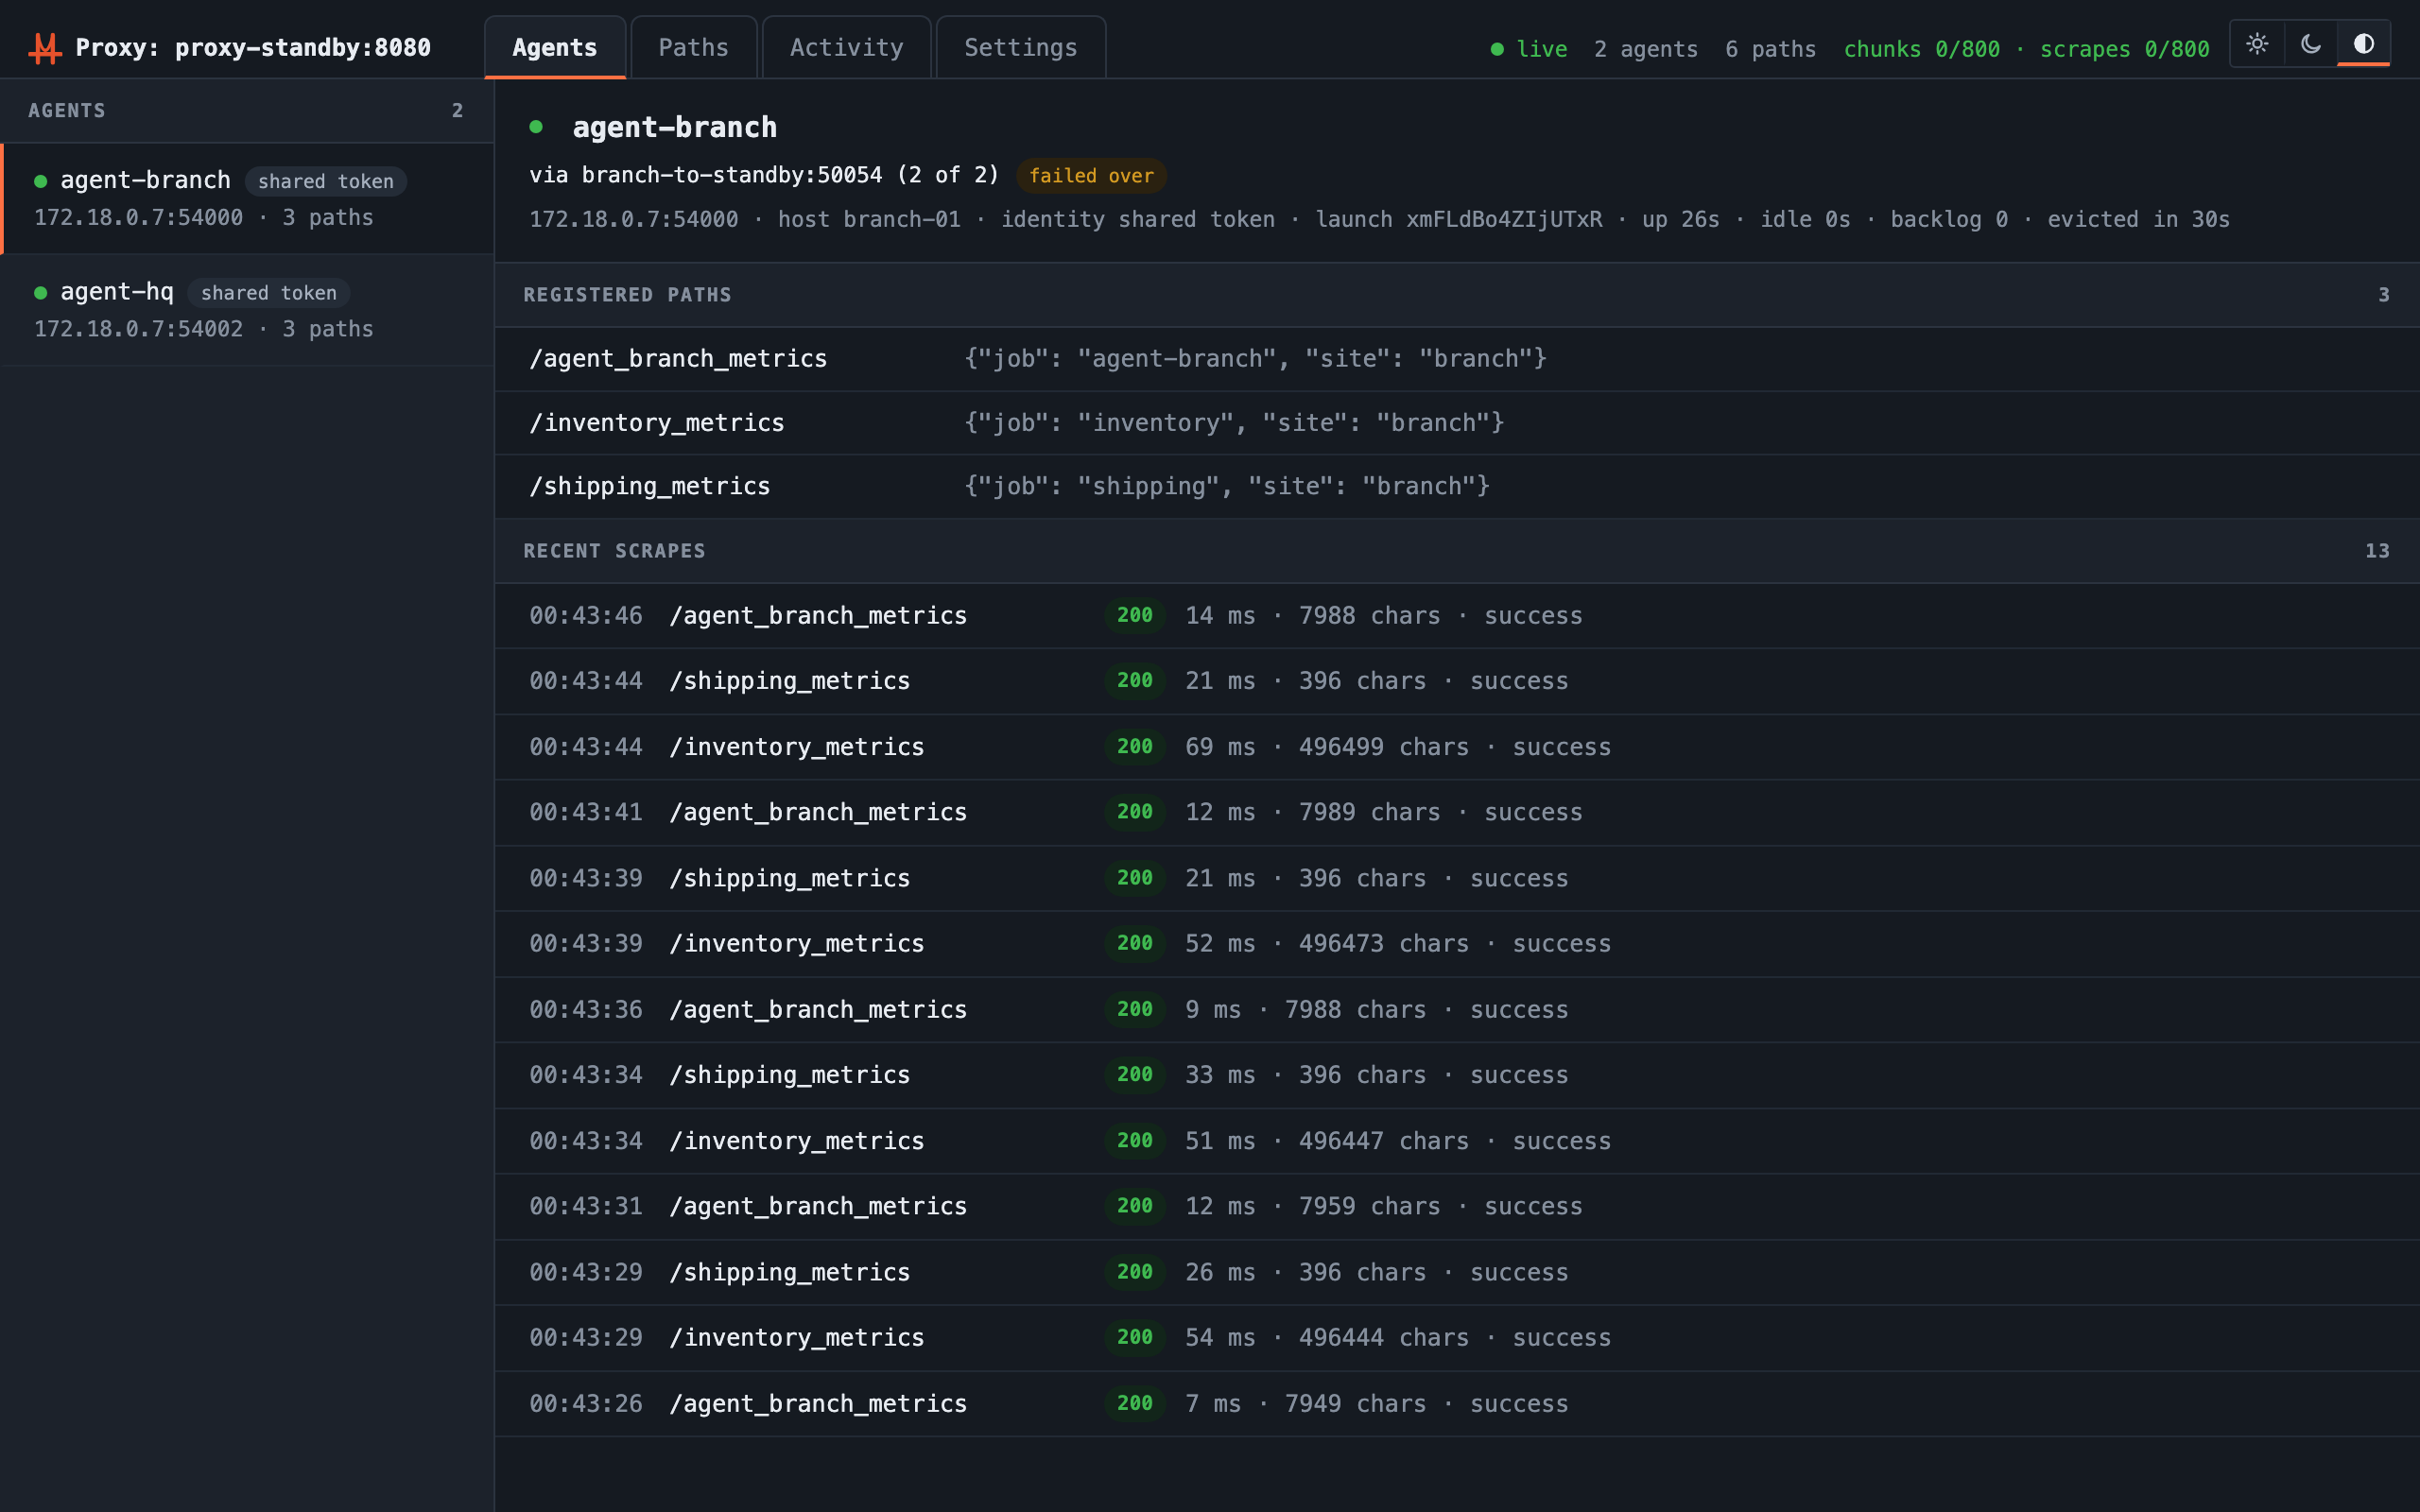 Proxy: proxy-standby:8080 Agents Paths Activity Settings live 2 agents 6 paths chunks 0/800 · scrapes 0/800
AGENTS 2
agent-branch shared token
172.18.0.7:54000 · 3 paths
agent-hq shared token
172.18.0.7:54002 · 3 paths
agent-branch
via branch-to-standby:50054 (2 of 2) failed over
172.18.0.7:54000 · host branch-01 · identity shared token · launch xmFLdBo4ZIjUTxR · up 26s · idle 0s · backlog 0 · evicted in 30s
REGISTERED PATHS 3
/agent_branch_metrics {"job": "agent-branch", "site": "branch"}
/inventory_metrics {"job": "inventory", "site": "branch"}
/shipping_metrics {"job": "shipping", "site": "branch"}
RECENT SCRAPES 13
00:43:46 /agent_branch_metrics 200 14 ms · 7988 chars · success
00:43:44 /shipping_metrics 200 21 ms · 396 chars · success
00:43:44 /inventory_metrics 200 69 ms · 496499 chars · success
00:43:41 /agent_branch_metrics 200 12 ms · 7989 chars · success
00:43:39 /shipping_metrics 200 21 ms · 396 chars · success
00:43:39 /inventory_metrics 200 52 ms · 496473 chars · success
00:43:36 /agent_branch_metrics 200 9 ms · 7988 chars · success
00:43:34 /shipping_metrics 200 33 ms · 396 chars · success
00:43:34 /inventory_metrics 200 51 ms · 496447 chars · success
00:43:31 /agent_branch_metrics 200 12 ms · 7959 chars · success
00:43:29 /shipping_metrics 200 26 ms · 396 chars · success
00:43:29 /inventory_metrics 200 54 ms · 496444 chars · success
00:43:26 /agent_branch_metrics 200 7 ms · 7949 chars · success